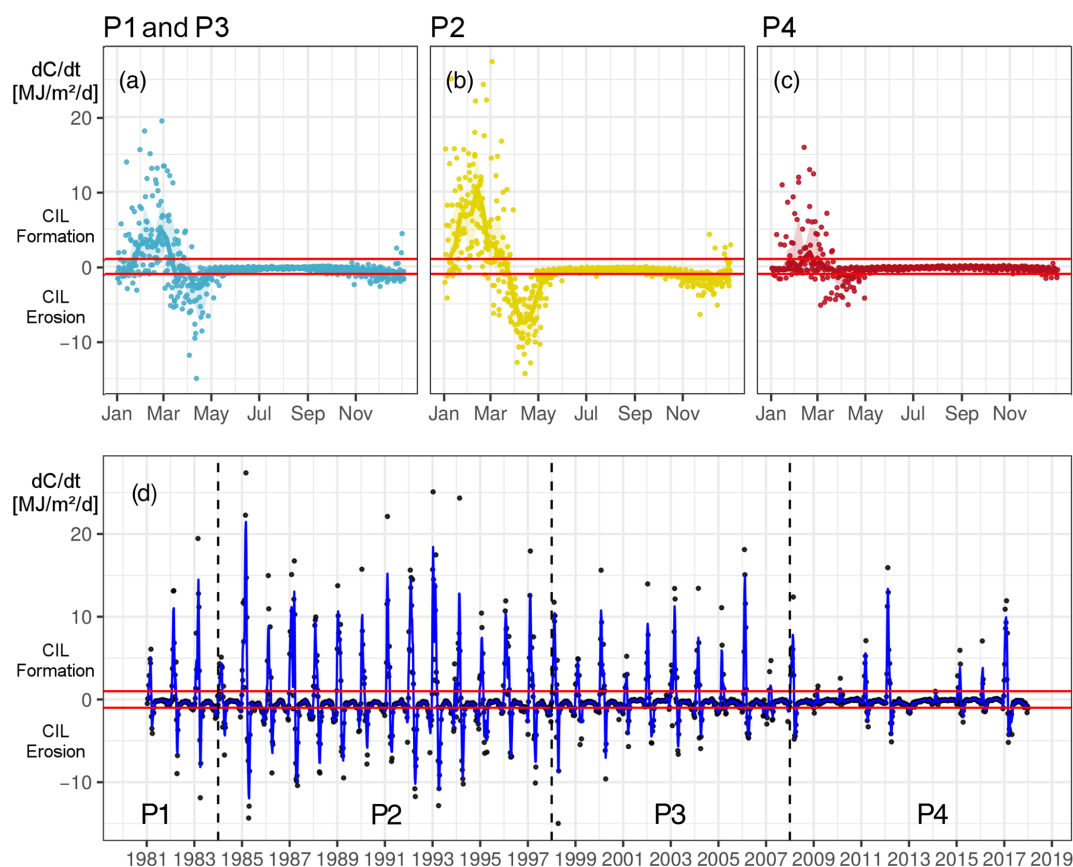 P1 and P3
P2
P4
dC/dt
[MJ/m²/d]
(a)
(b)
(c)
20
10
CIL
Formation
0
CIL
Erosion
−10
Jan Mar May Jul Sep Nov
Jan Mar May Jul Sep Nov
Jan Mar May Jul Sep Nov
dC/dt
[MJ/m²/d]
(d)
20
10
CIL
Formation
0
CIL
Erosion
−10
P1
P2
P3
P4
1981 1983 1985 1987 1989 1991 1993 1995 1997 1999 2001 2003 2005 2007 2009 2011 2013 2015 2017 2019